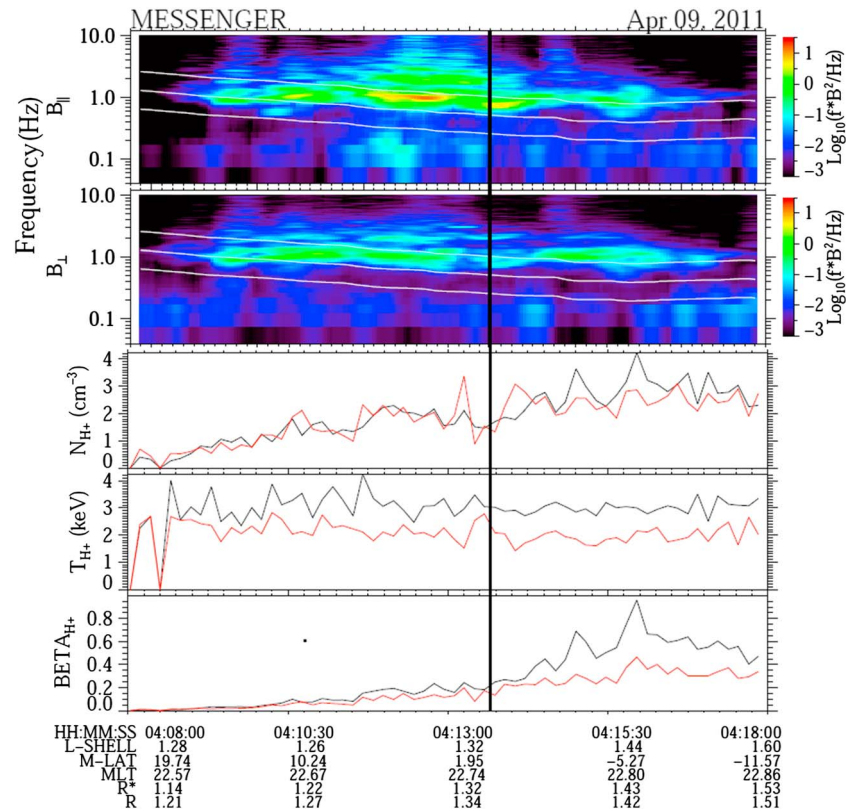 MESSENGER Apr.09, 2011
Frequency(Hz)
B∥
10.0
1.0
0.1
Log10(f*B²/Hz)
1
0
−1
−2
−3
B⊥
10.0
1.0
0.1
Log10(f*B²/Hz)
1
0
−1
−2
−3
NH+ (cm−3)
4
3
2
1
0
TH+ (keV)
4
3
2
1
0
BETAH+
0.8
0.6
0.4
0.2
0.0
HH:MM:SS 04:08:00 04:10:30 04:13:00 04:15:30 04:18:00
L-SHELL 1.28 1.26 1.32 1.44 1.60
M-LAT 19.74 10.24 1.95 −5.27 −11.57
MLT 22.57 22.67 22.74 22.80 22.86
R* 1.14 1.22 1.32 1.43 1.53
R 1.21 1.27 1.34 1.42 1.51